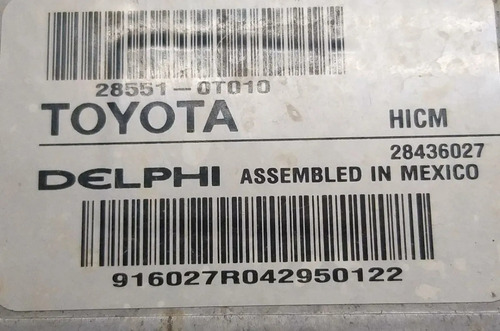 28551-0T010
TOYOTA HICM
28436027
DELPHI ASSEMBLED IN MEXICO
916027R042950122